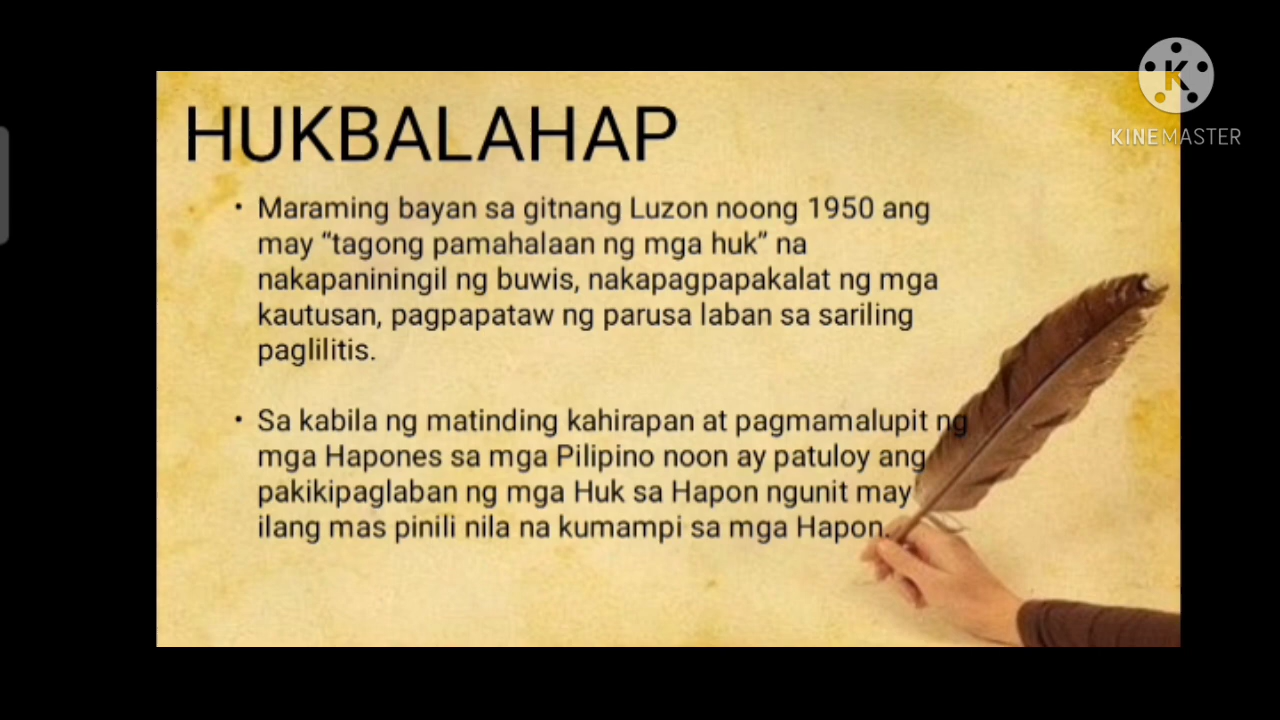 KINEMASTER
HUKBALAHAP
• Maraming bayan sa gitnang Luzon noong 1950 ang
may “tagong pamahalaan ng mga huk” na
nakapaniningil ng buwis, nakapagpapakalat ng mga
kautusan, pagpapataw ng parusa laban sa sariling
paglilitis.
• Sa kabila ng matinding kahirapan at pagmamalupit ng
mga Hapones sa mga Pilipino noon ay patuloy ang
pakikipaglaban ng mga Huk sa Hapon ngunit may
ilang mas pinili nila na kumampi sa mga Hapon.